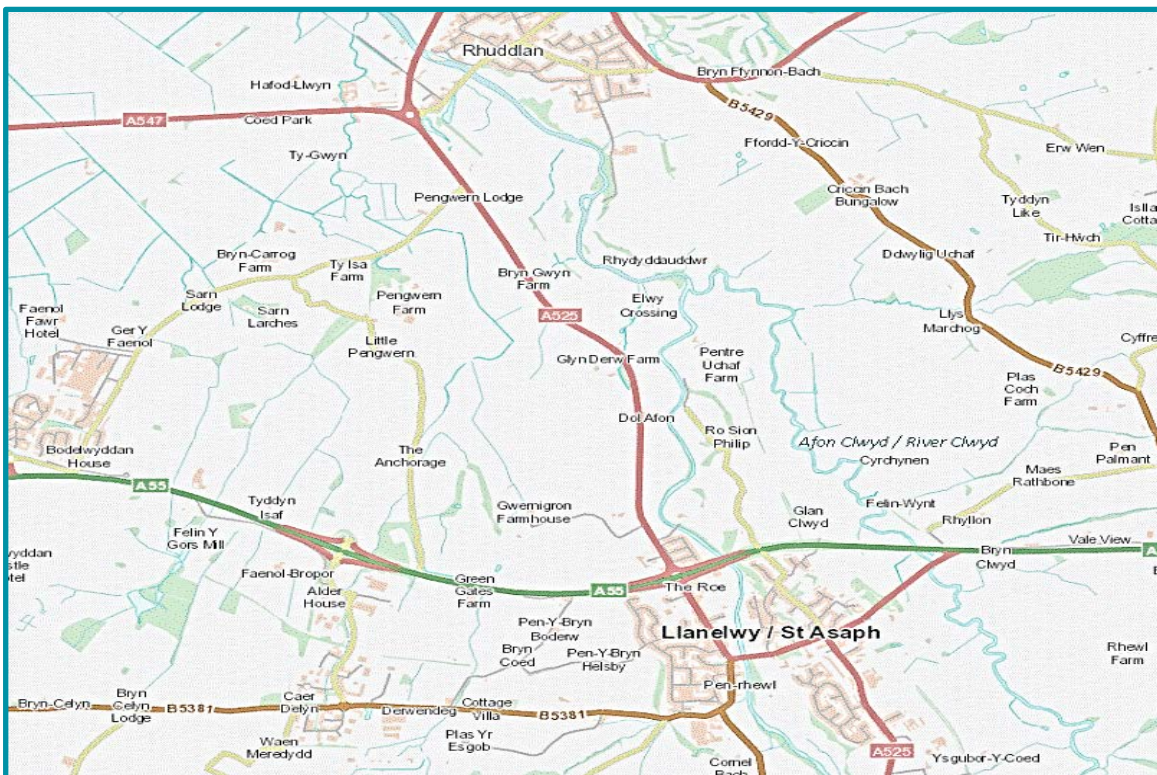 Rhuddlan
Bryn Ffynnon-Bach
Hafod-Llwyn
A547
Coed Park
B5429
Ffordd-Y-Criccin
Erw Wen
Ty-Gwyn
Pengwern Lodge
Criccin Bach
Bungalow
Tyddyn
Like
Tir-Hwch
Bryn-Carrog
Farm
Ty Isa
Farm
Rhydyddauddwr
Ddwylig Uchaf
Bryn Gwyn
Farm
Sarn
Lodge
Sarn
Larches
Pengwern
Farm
Elwy
Crossing
A525
Faenol
Fawr
Hotel
Ger Y
Faenol
Little
Pengwern
Llys
Marchog
Glyn Derw Farm
Pentre
Uchaf
Farm
B5429
Plas
Coch
Farm
Dol Afon
Ro Sion
Philip
Afon Clwyd / River Clwyd
Cyrchynen
Pen
Palmant
Bodelwyddan
House
The
Anchorage
Maes
Rathbone
A55
Tyddyn
Isaf
Gwernigron
Farmhouse
Glan
Clwyd
Felin-Wynt
Rhyllon
Felin Y
Gors Mill
Vale View
Bryn
Clwyd
Faenol-Bropor
Alder
House
Green
Gates
Farm
A55
The Roe
Pen-Y-Bryn
Boderw
Llanelwy / St Asaph
Bryn
Coed
Pen-Y-Bryn
Helsby
Rhewl
Farm
Pen-rhewl
Bryn-Celyn
Bryn
Celyn
Lodge
B5381
Caer
Delyn
Derwendeg
Cottage
Villa
B5381
Waen
Meredydd
Plas Yr
Esgob
A525
Ysgubor-Y-Coed